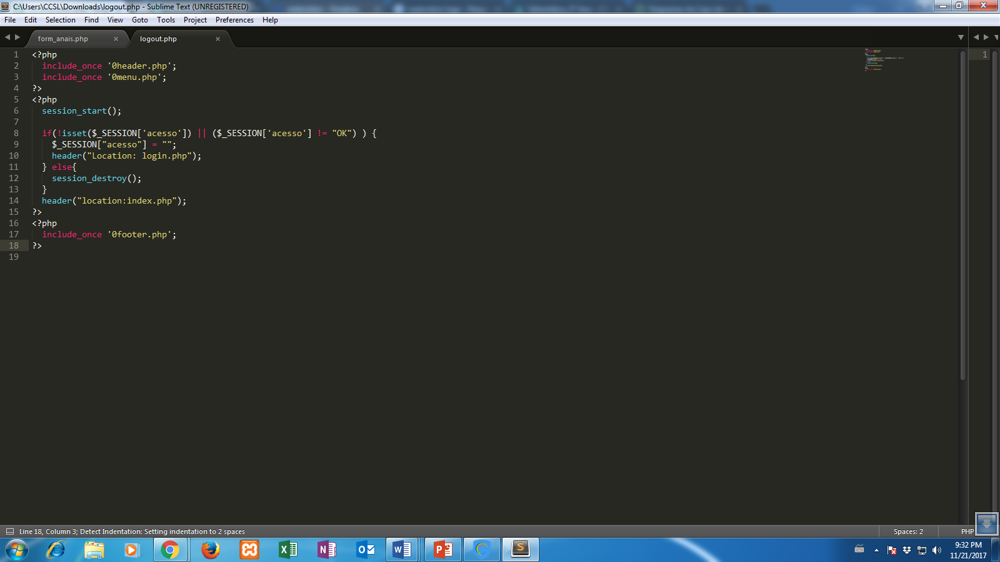 C:\Users\CCSL\Downloads\logout.php - Sublime Text (UNREGISTERED)
File Edit Selection Find View Goto Tools Project Preferences Help
form_anais.php × logout.php ×
1 <?php 1
2   include_once '0header.php';
3   include_once '0menu.php';
4 ?>
5 <?php
6   session_start();
7
8   if(!isset($_SESSION['acesso']) || ($_SESSION['acesso'] != "OK") ) {
9     $_SESSION["acesso"] = "";
10     header("Location: login.php");
11   } else{
12     session_destroy();
13   }
14   header("location:index.php");
15 ?>
16 <?php
17   include_once '0footer.php';
18 ?>
19
Line 18, Column 3; Detect Indentation: Setting indentation to 2 spaces Spaces: 2 PHP
9:32 PM
11/21/2017